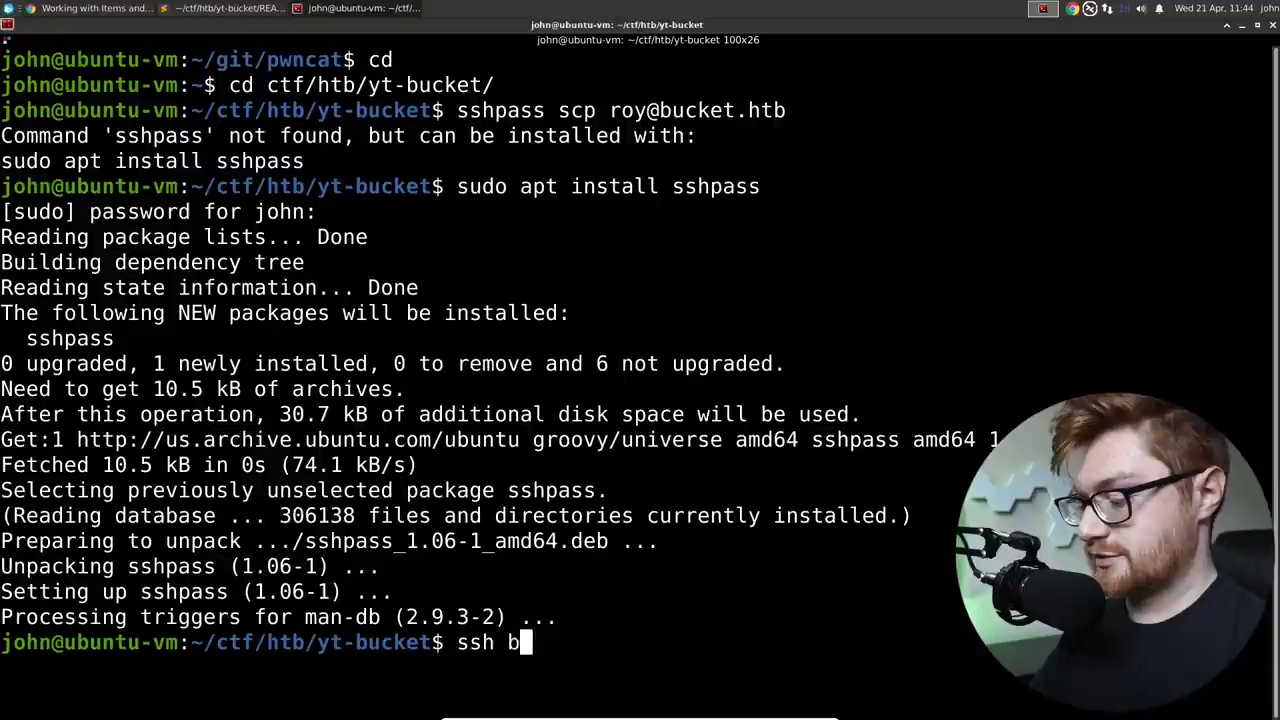 Working with Items and...
~/ctf/htb/yt-bucket/REA...
john@ubuntu-vm: ~/ctf/...
Wed 21 Apr, 11:44 john
john@ubuntu-vm: ~/ctf/htb/yt-bucket
john@ubuntu-vm: ~/ctf/htb/yt-bucket 100x26
john@ubuntu-vm:~/git/pwncat$ cd
john@ubuntu-vm:~$ cd ctf/htb/yt-bucket/
john@ubuntu-vm:~/ctf/htb/yt-bucket$ sshpass scp roy@bucket.htb
Command 'sshpass' not found, but can be installed with:
sudo apt install sshpass
john@ubuntu-vm:~/ctf/htb/yt-bucket$ sudo apt install sshpass
[sudo] password for john:
Reading package lists... Done
Building dependency tree
Reading state information... Done
The following NEW packages will be installed:
sshpass
0 upgraded, 1 newly installed, 0 to remove and 6 not upgraded.
Need to get 10.5 kB of archives.
After this operation, 30.7 kB of additional disk space will be used.
Get:1 http://us.archive.ubuntu.com/ubuntu groovy/universe amd64 sshpass amd64 1
Fetched 10.5 kB in 0s (74.1 kB/s)
Selecting previously unselected package sshpass.
(Reading database ... 306138 files and directories currently installed.)
Preparing to unpack .../sshpass_1.06-1_amd64.deb ...
Unpacking sshpass (1.06-1) ...
Setting up sshpass (1.06-1) ...
Processing triggers for man-db (2.9.3-2) ...
john@ubuntu-vm:~/ctf/htb/yt-bucket$ ssh b